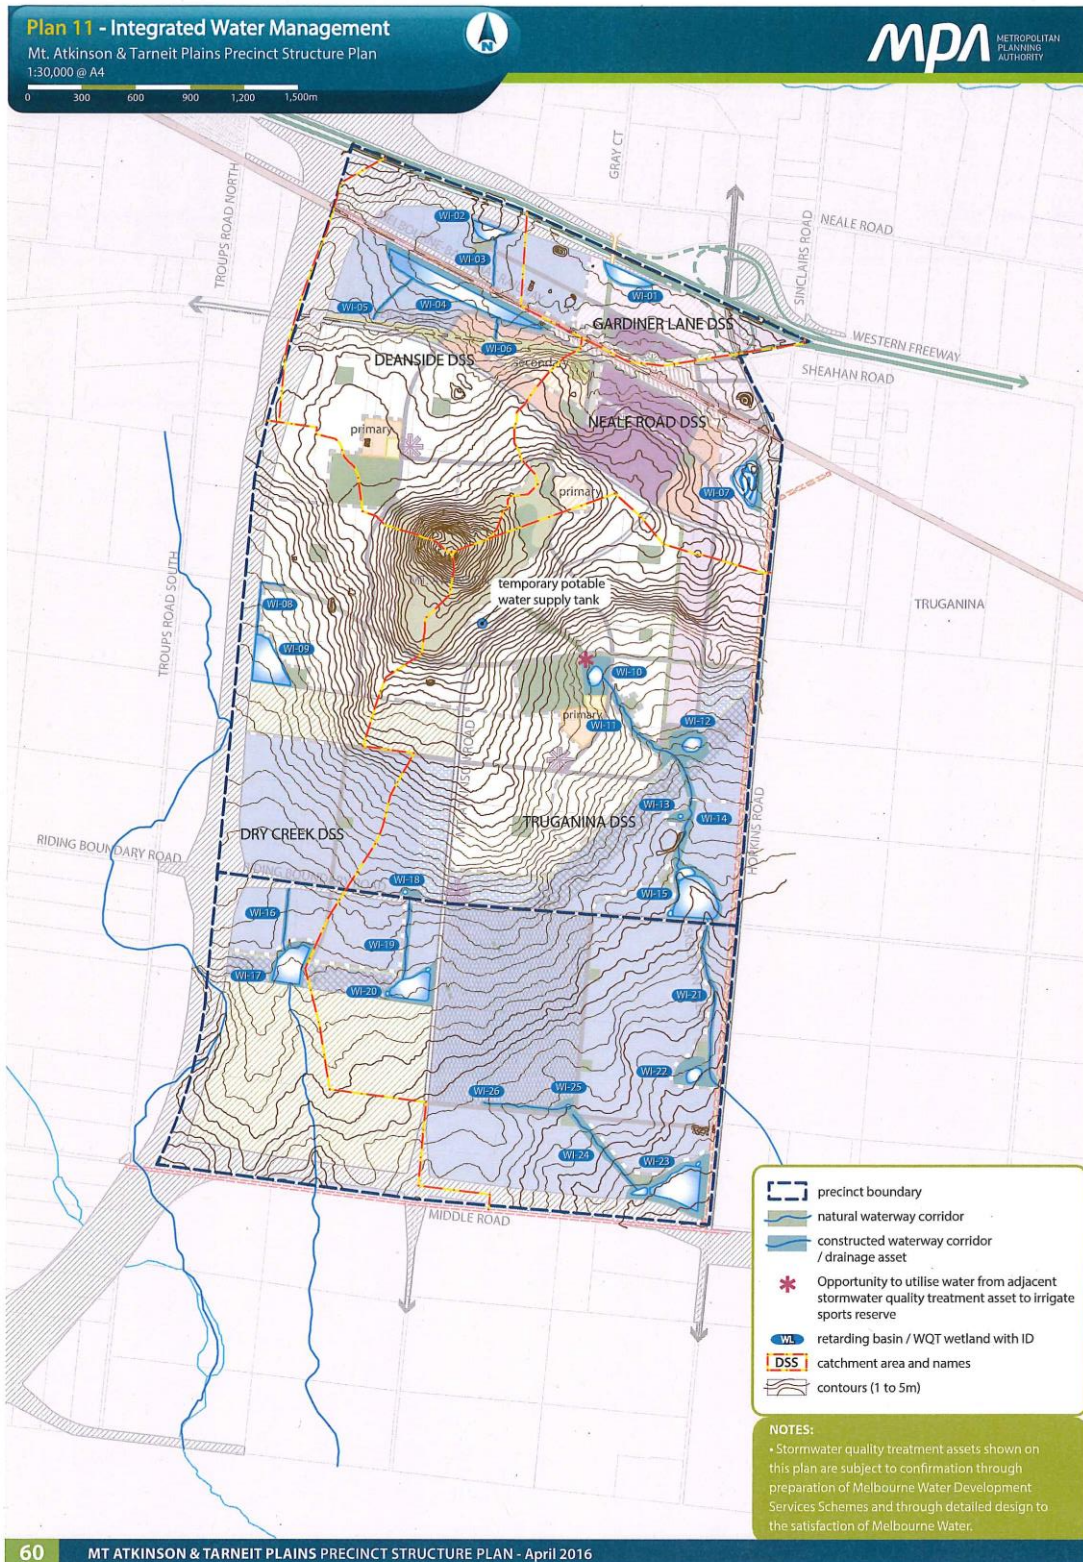 Plan 11 - Integrated Water Management
Mt. Atkinson & Tarneit Plains Precinct Structure Plan
1:30,000 @ A4
0 300 600 900 1,200 1,500m
N
MPA METROPOLITAN
PLANNING
AUTHORITY
TROUPS ROAD NORTH
GRAY CT
SINCLAIRS ROAD
NEALE ROAD
WI-02
WI-03
WI-01
WI-05
WI-04
WI-06
GARDINER LANE DSS
WESTERN FREEWAY
SHEAHAN ROAD
DEANSIDE DSS
secondary
primary
NEALE ROAD DSS
WI-07
primary
temporary potable
water supply tank
TROUPS ROAD SOUTH
TRUGANINA
WI-08
WI-09
WI-10
primary
WI-11
WI-12
WI-13
WI-14
DRY CREEK DSS
TRUGANINA DSS
HOPKINS ROAD
RIDING BOUNDARY ROAD
RIDING BOUNDARY ROAD
WI-18
WI-15
WI-16
WI-19
WI-17
WI-20
WI-21
WI-22
WI-26
WI-25
WI-24
WI-23
MIDDLE ROAD
precinct boundary
natural waterway corridor
constructed waterway corridor
/ drainage asset
Opportunity to utilise water from adjacent
stormwater quality treatment asset to irrigate
sports reserve
WL retarding basin / WQT wetland with ID
DSS catchment area and names
contours (1 to 5m)
NOTES:
• Stormwater quality treatment assets shown on
this plan are subject to confirmation through
preparation of Melbourne Water Development
Services Schemes and through detailed design to
the satisfaction of Melbourne Water.
60 MT ATKINSON & TARNEIT PLAINS PRECINCT STRUCTURE PLAN - April 2016